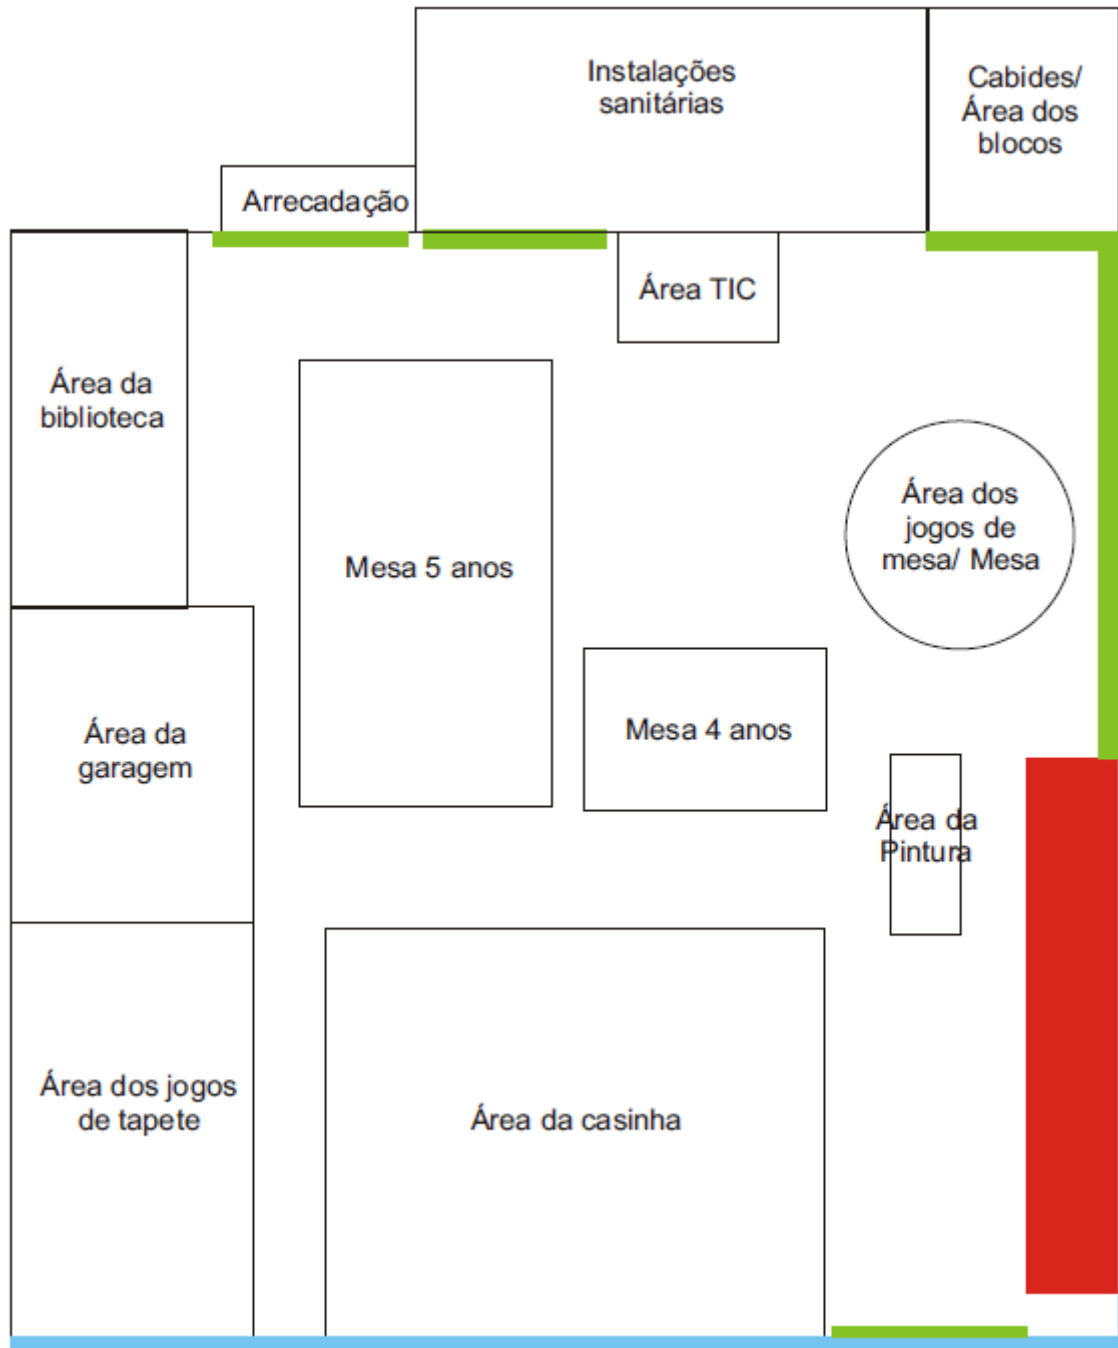 Instalações
sanitárias
Cabides/
Área dos
blocos
Arrecadação
Área TIC
Área da
biblioteca
Área dos
jogos de
mesa/ Mesa
Mesa 5 anos
Área da
garagem
Mesa 4 anos
Área da
Pintura
Área dos jogos
de tapete
Área da casinha